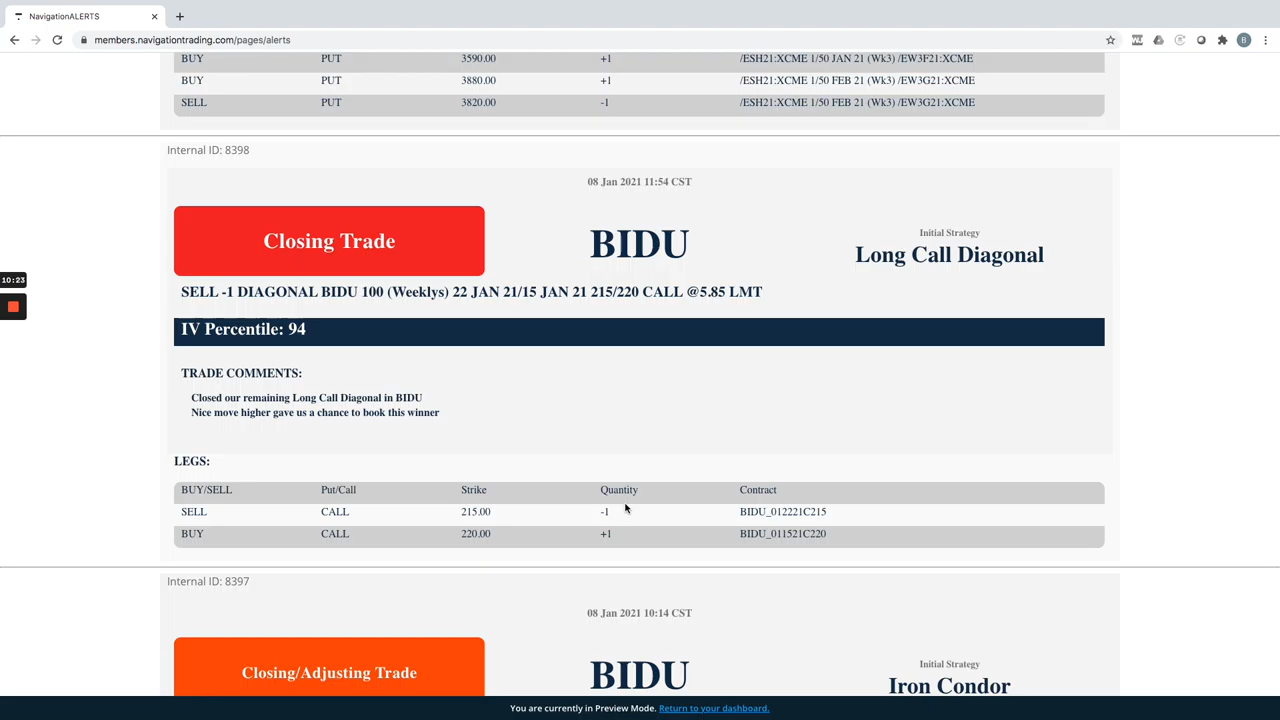 NavigationALERTS
members.navigationtrading.com/pages/alerts
BUY PUT 3590.00 +1 /ESH21:XCME 1/50 JAN 21 (Wk3) /EW3F21:XCME
BUY PUT 3880.00 +1 /ESH21:XCME 1/50 FEB 21 (Wk3) /EW3G21:XCME
SELL PUT 3820.00 -1 /ESH21:XCME 1/50 FEB 21 (Wk3) /EW3G21:XCME
Internal ID: 8398
08 Jan 2021 11:54 CST
Closing Trade
BIDU
Initial Strategy
Long Call Diagonal
10:23
SELL -1 DIAGONAL BIDU 100 (Weeklys) 22 JAN 21/15 JAN 21 215/220 CALL @5.85 LMT
IV Percentile: 94
TRADE COMMENTS:
Closed our remaining Long Call Diagonal in BIDU
Nice move higher gave us a chance to book this winner
LEGS:
BUY/SELL Put/Call Strike Quantity Contract
SELL CALL 215.00 -1 BIDU_012221C215
BUY CALL 220.00 +1 BIDU_011521C220
Internal ID: 8397
08 Jan 2021 10:14 CST
Closing/Adjusting Trade
BIDU
Initial Strategy
Iron Condor
You are currently in Preview Mode. Return to your dashboard.